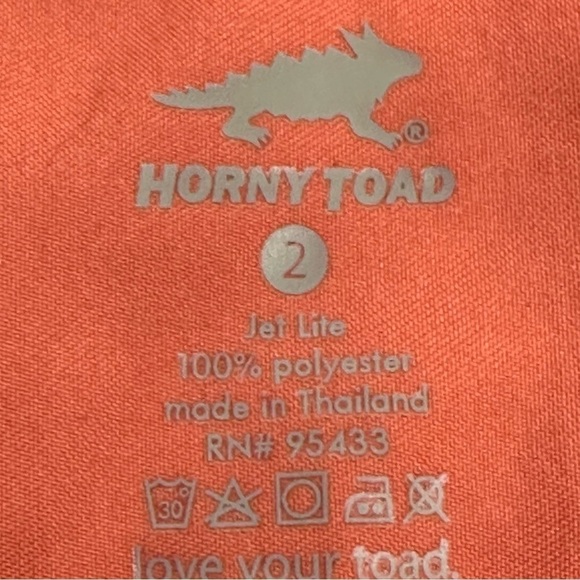 ®
HORNY TOAD
2
Jet Lite
100% polyester
made in Thailand
RN# 95433
30°
love your toad.